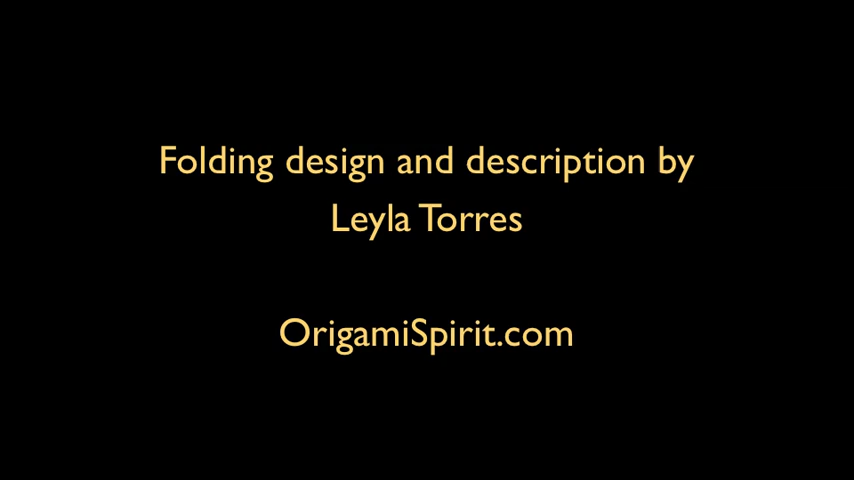 Folding design and description by
Leyla Torres
OrigamiSpirit.com